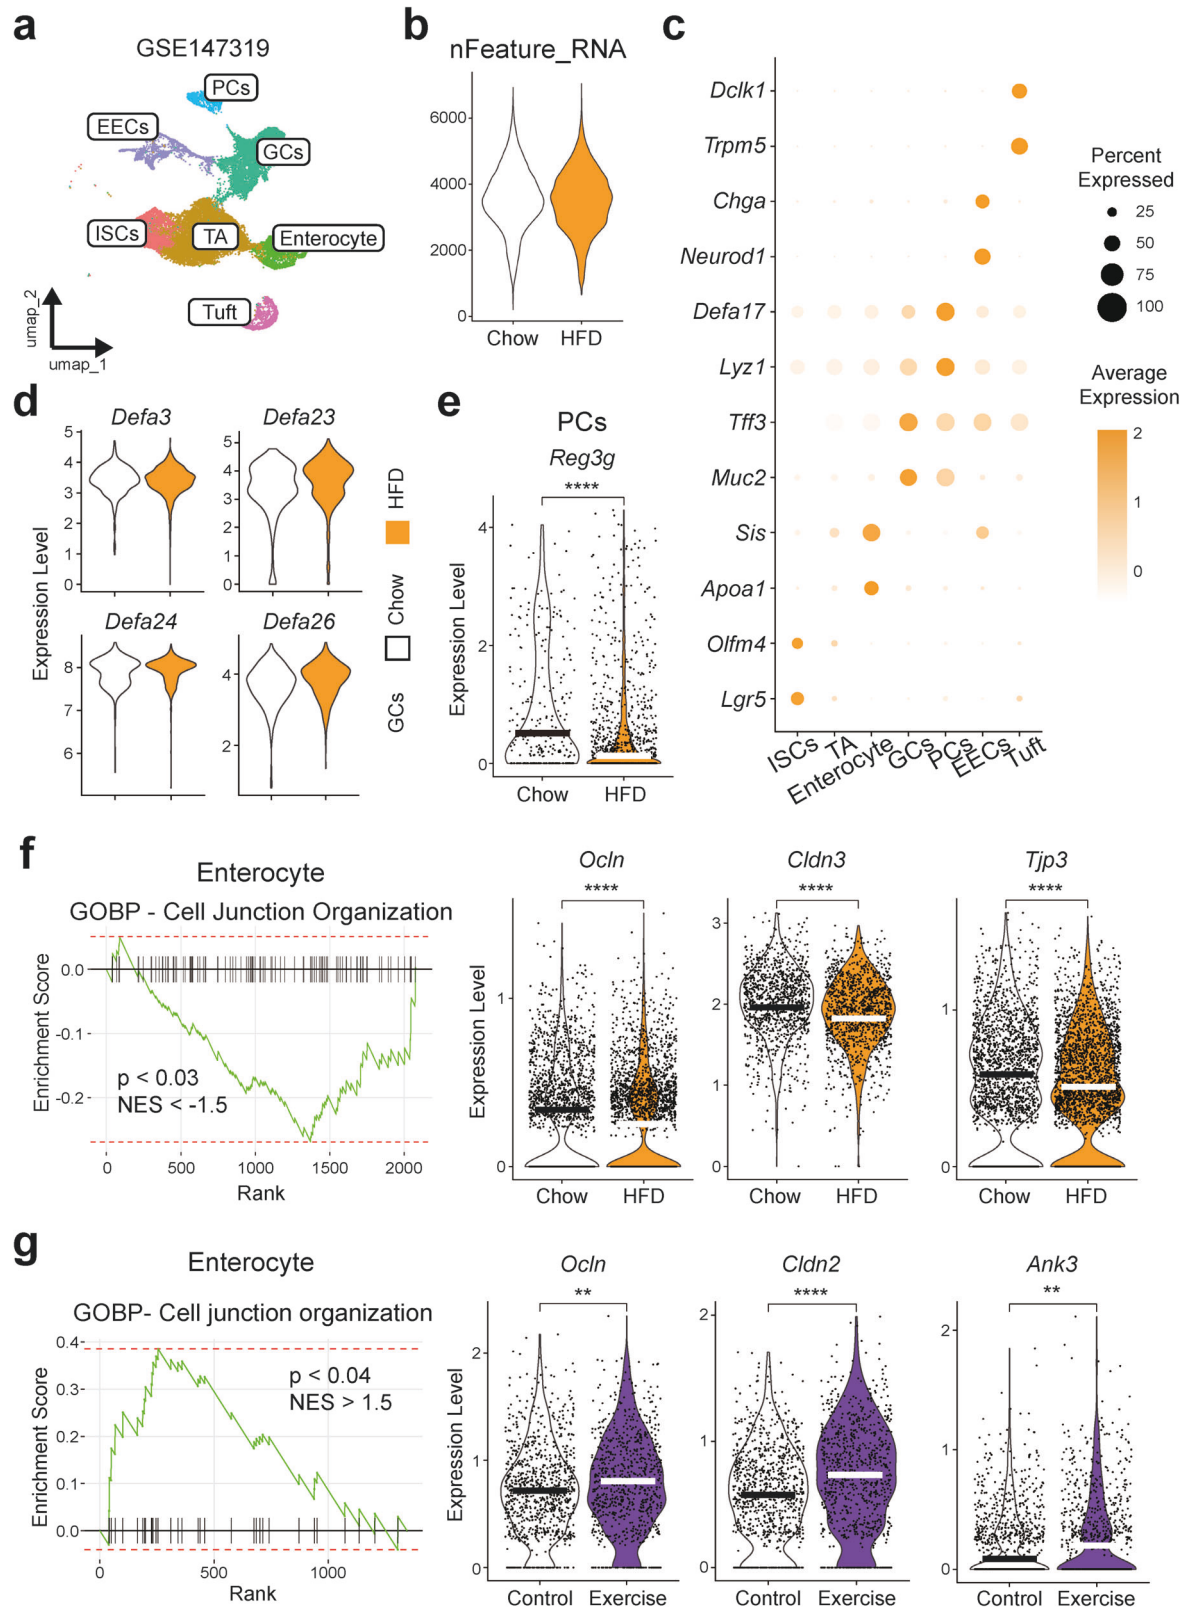 a
GSE147319
PCs
EECs
GCs
ISCs
TA
Enterocyte
Tuft
umap_2
umap_1
b
nFeature_RNA
6000
4000
2000
0
Chow
HFD
c
Dclk1
Trpm5
Chga
Neurod1
Defa17
Lyz1
Tff3
Muc2
Sis
Apoa1
Olfm4
Lgr5
ISCs
TA
Enterocyte
GCs
PCs
EECs
Tuft
Percent
Expressed
25
50
75
100
Average
Expression
2
1
0
d
Expression Level
Defa3
5
4
3
2
1
0
Defa23
5
4
3
2
1
0
Defa24
8
7
6
Defa26
4
2
HFD
Chow
GCs
e
PCs
Reg3g
****
Expression Level
4
2
0
Chow
HFD
f
Enterocyte
GOBP - Cell Junction Organization
Enrichment Score
0.0
-0.1
-0.2
p < 0.03
NES < -1.5
0
500
1000
1500
2000
Rank
Expression Level
Ocln
****
1
0
Chow
HFD
Cldn3
****
3
2
1
0
Chow
HFD
Tjp3
****
1
0
Chow
HFD
g
Enterocyte
GOBP- Cell junction organization
Enrichment Score
0.4
0.3
0.2
0.1
0.0
p < 0.04
NES > 1.5
0
500
1000
Rank
Expression Level
Ocln
**
2
1
0
Control
Exercise
Cldn2
****
2
1
0
Control
Exercise
Ank3
**
2
1
0
Control
Exercise